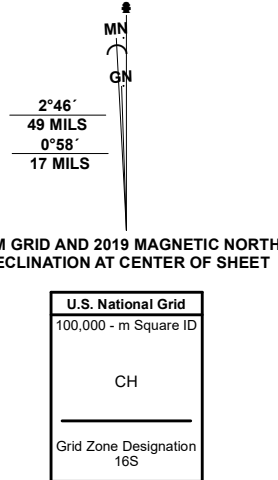 MN
GN
2°46´
49 MILS
0°58´
17 MILS
M GRID AND 2019 MAGNETIC NORTH
ECLINATION AT CENTER OF SHEET
U.S. National Grid
100,000 - m Square ID
CH
Grid Zone Designation
16S